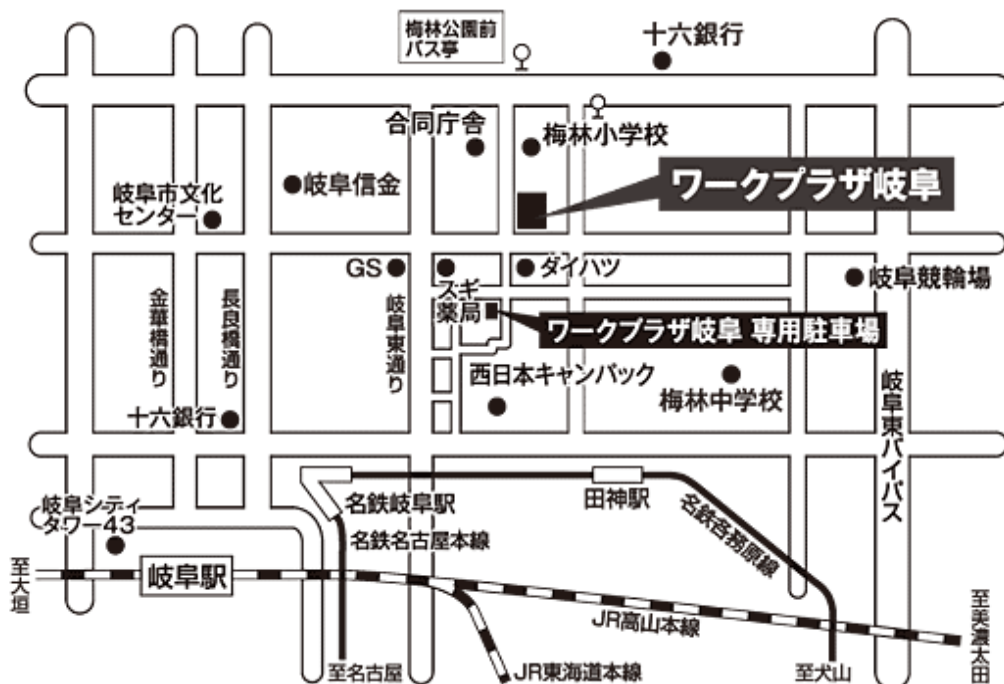 梅林公園前
バス亭
十六銀行
合同庁舎
梅林小学校
ワークプラザ岐阜
岐阜信金
岐阜市文化
センター
GS
スギ
薬局
ダイハツ
岐阜競輪場
金華橋通り
長良橋通り
岐阜東通り
ワークプラザ岐阜 専用駐車場
西日本キャンパック
梅林中学校
十六銀行
岐阜東バイパス
岐阜シティ
タワー43
名鉄岐阜駅
田神駅
名鉄名古屋本線
名鉄各務原線
至大垣
岐阜駅
JR高山本線
至美濃太田
至名古屋
JR東海道本線
至犬山